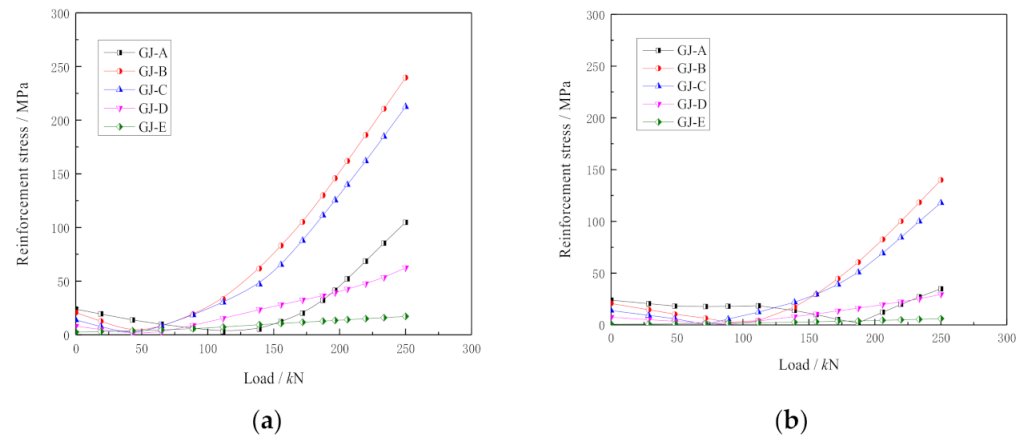 300
250
200
150
100
50
0
Reinforcement stress / MPa
GJ-A
GJ-B
GJ-C
GJ-D
GJ-E
0 50 100 150 200 250 300
Load / kN
(a)
300
250
200
150
100
50
0
Reinforcement stress / MPa
GJ-A
GJ-B
GJ-C
GJ-D
GJ-E
0 50 100 150 200 250 300
Load / kN
(b)